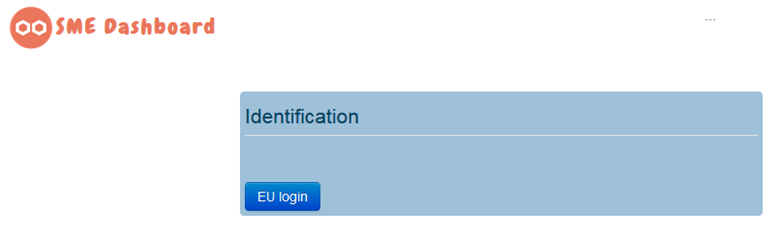 SME Dashboard
...
Identification
EU login